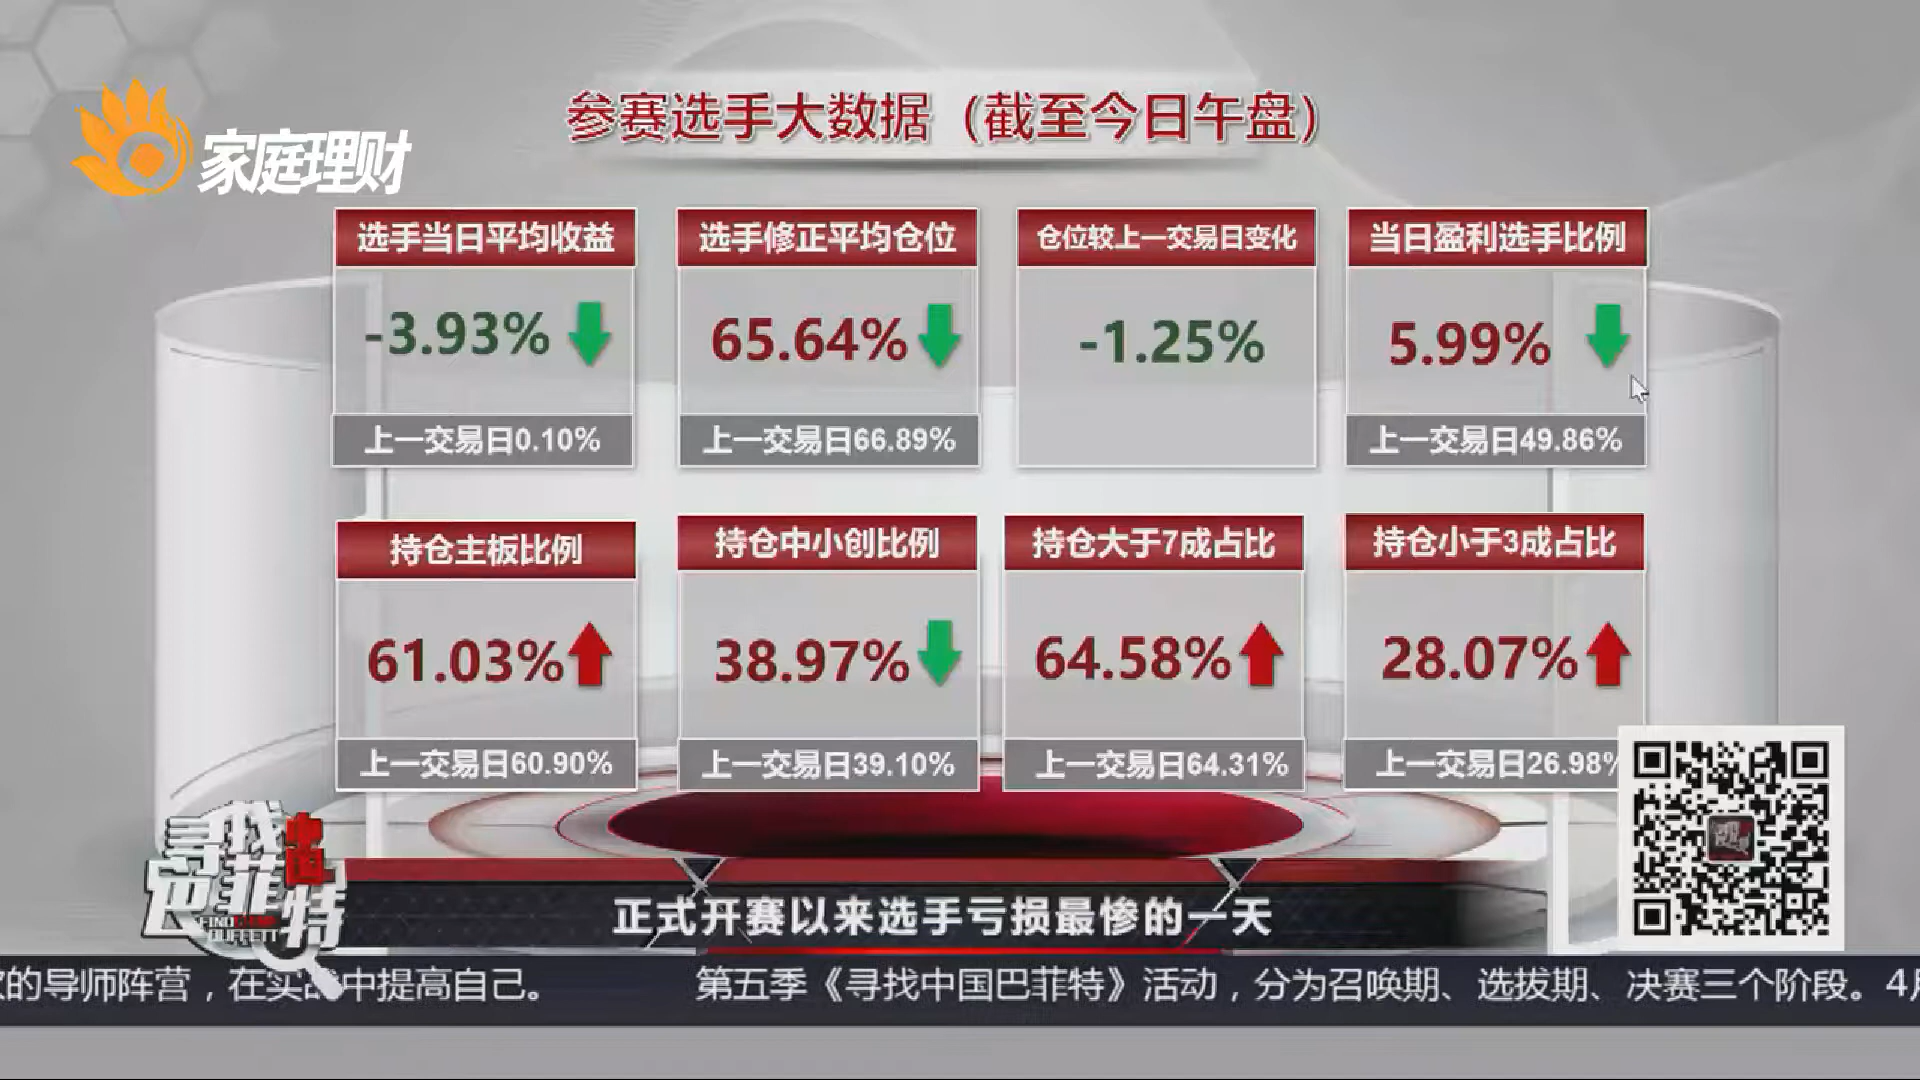 参赛选手大数据（截至今日午盘）
家庭理财
选手当日平均收益
-3.93%
上一交易日0.10%
选手修正平均仓位
65.64%
上一交易日66.89%
仓位较上一交易日变化
-1.25%
当日盈利选手比例
5.99%
上一交易日49.86%
持仓主板比例
61.03%
上一交易日60.90%
持仓中小创比例
38.97%
上一交易日39.10%
持仓大于7成占比
64.58%
上一交易日64.31%
持仓小于3成占比
28.07%
上一交易日26.98%
寻找中国
巴菲特
BUFFETT
正式开赛以来选手亏损最惨的一天
的导师阵营，在实战中提高自己。 第五季《寻找中国巴菲特》活动，分为召唤期、选拔期、决赛三个阶段。4月